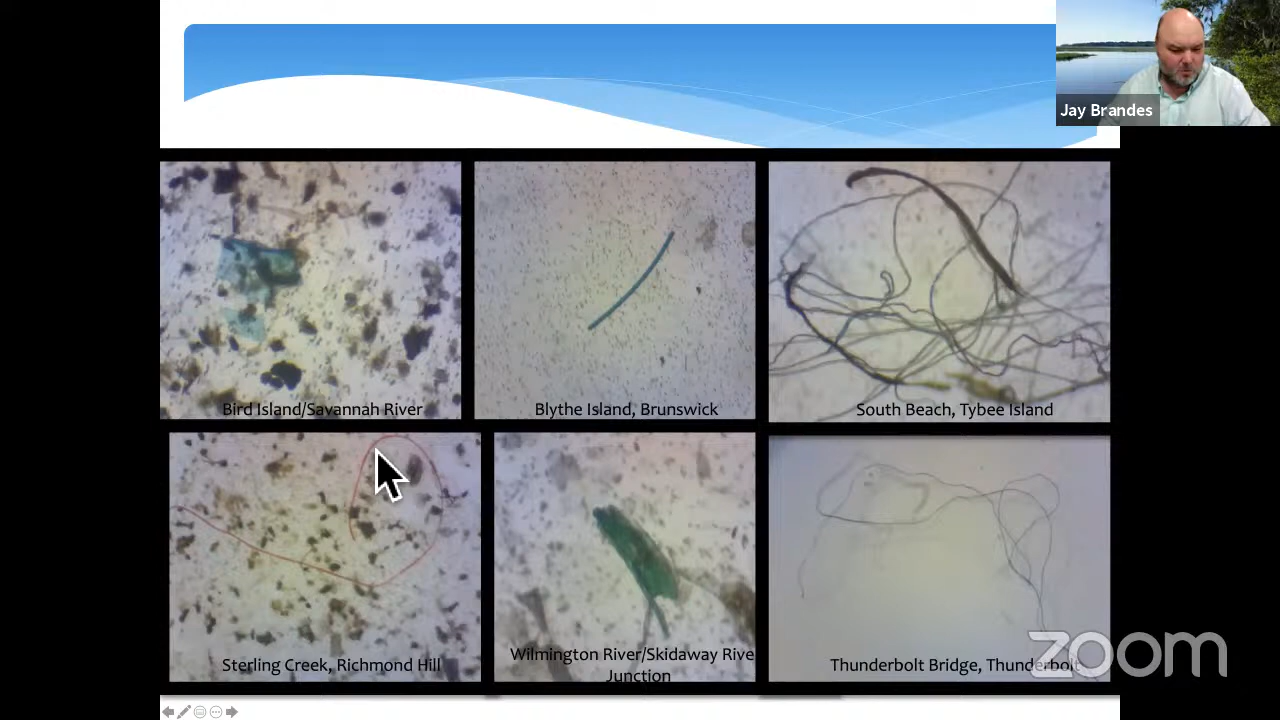 Jay Brandes
Bird Island/Savannah River
Blythe Island, Brunswick
South Beach, Tybee Island
Sterling Creek, Richmond Hill
Wilmington River/Skidaway Rive
Junction
Thunderbolt Bridge, Thunderbolt
zoom